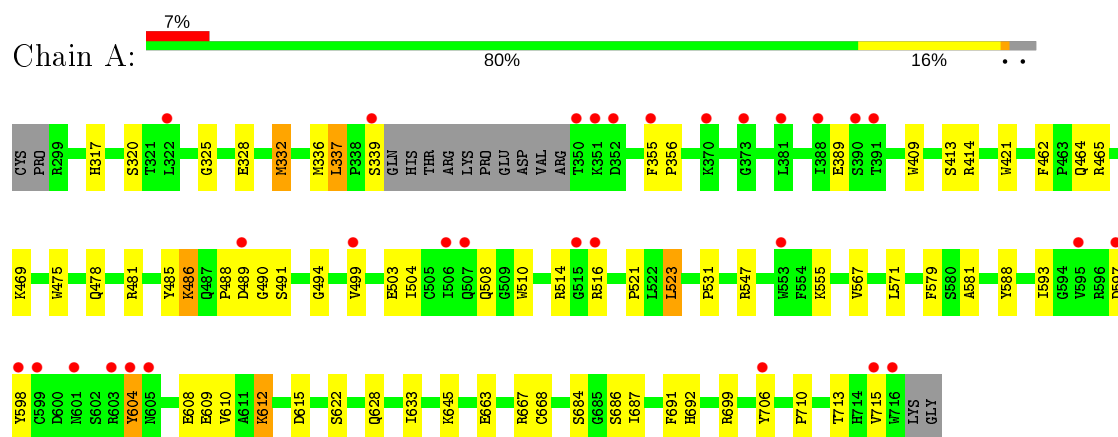 7%
Chain A:
80% 16% • •
CYS PRO R299 H317 S320 T321 L322 G325 E328 M332 M336 L337 P338 S339 GLN HIS THR ARG LYS PRO GLU ASP VAL ARG T350 K351 D352 F355 P356 K370 G373 L381 I388 E389 S390 T391 W409 S413 R414 W421 F462 P463 Q464 R465
K469 W475 Q478 R481 Y485 K486 Q487 P488 D489 G490 S491 G494 V499 E503 I504 C505 I506 Q507 Q508 G509 W510 R514 G515 R516 P521 L522 L523 P531 R547 W553 F554 K555 V567 L571 F579 S580 A581 Y588 I593 G594 V595 R596 D597
Y598 C599 D600 N601 S602 R603 Y604 N605 E608 E609 V610 A611 K612 D615 S622 Q628 I633 K645 E663 R667 C668 S684 G685 S686 I687 F691 H692 R699 Y706 P710 T713 H714 V715 W716 LYS GLY